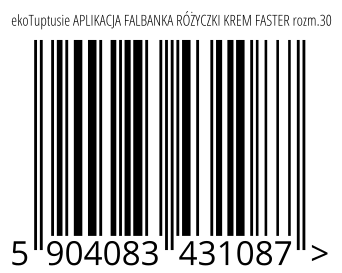 ekoTuptusie APLIKACJA FALBANKA RÓŻYCZKI KREM FASTER rozm.30
5 904083 431087 >